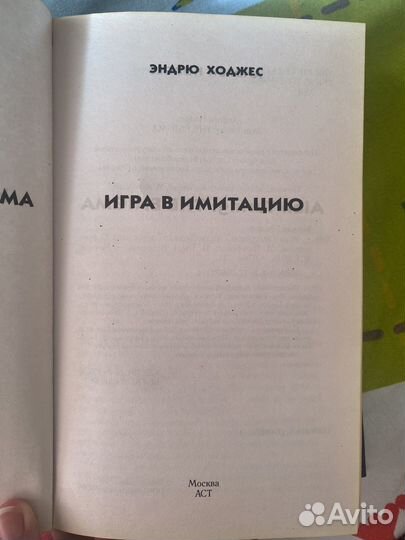 ЭНДРЮ ХОДЖЕС
МА
ИГРА В ИМИТАЦИЮ
Москва
АСТ
Avito